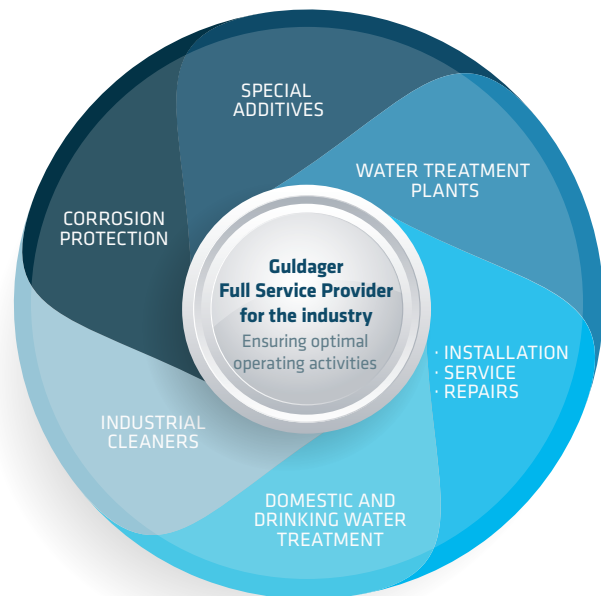 SPECIAL
ADDITIVES
WATER TREATMENT
PLANTS
CORROSION
PROTECTION
Guldager
Full Service Provider
for the industry
Ensuring optimal
operating activities
· INSTALLATION
· SERVICE
· REPAIRS
INDUSTRIAL
CLEANERS
DOMESTIC AND
DRINKING WATER
TREATMENT